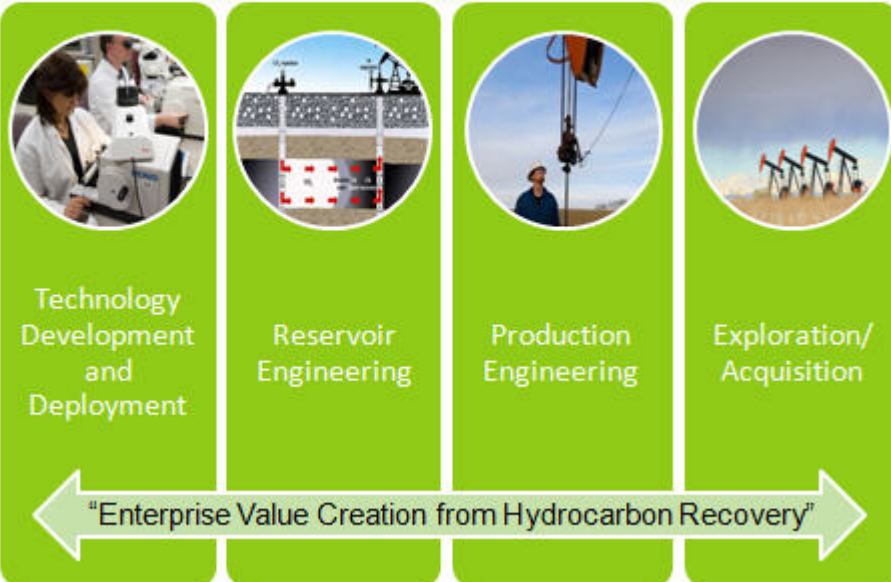 Technology
Development
and
Deployment
Reservoir
Engineering
Production
Engineering
Exploration/
Acquisition
“Enterprise Value Creation from Hydrocarbon Recovery”